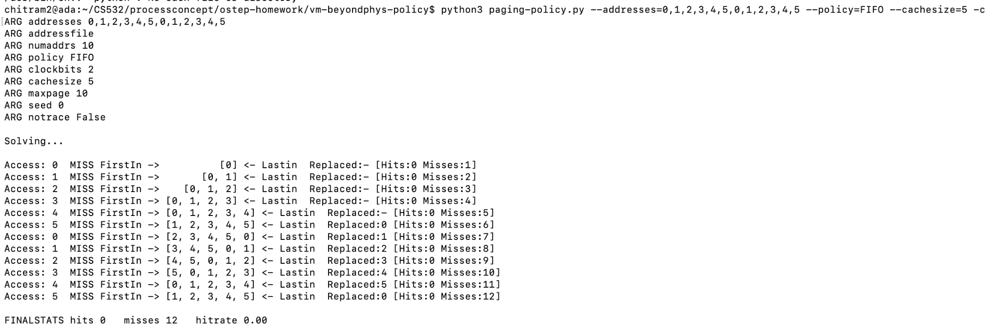 chitram2@ada:~/CS532/processconcept/ostep-homework/vm-beyondphys-policy$ python3 paging-policy.py --addresses=0,1,2,3,4,5,0,1,2,3,4,5 --policy=FIFO --cachesize=5 -c
[ARG addresses 0,1,2,3,4,5,0,1,2,3,4,5
ARG addressfile
ARG numaddrs 10
ARG policy FIFO
ARG clockbits 2
ARG cachesize 5
ARG maxpage 10
ARG seed 0
ARG notrace False
Solving...
Access: 0  MISS FirstIn ->          [0] <- Lastin  Replaced:- [Hits:0 Misses:1]
Access: 1  MISS FirstIn ->       [0, 1] <- Lastin  Replaced:- [Hits:0 Misses:2]
Access: 2  MISS FirstIn ->    [0, 1, 2] <- Lastin  Replaced:- [Hits:0 Misses:3]
Access: 3  MISS FirstIn -> [0, 1, 2, 3] <- Lastin  Replaced:- [Hits:0 Misses:4]
Access: 4  MISS FirstIn -> [0, 1, 2, 3, 4] <- Lastin  Replaced:- [Hits:0 Misses:5]
Access: 5  MISS FirstIn -> [1, 2, 3, 4, 5] <- Lastin  Replaced:0 [Hits:0 Misses:6]
Access: 0  MISS FirstIn -> [2, 3, 4, 5, 0] <- Lastin  Replaced:1 [Hits:0 Misses:7]
Access: 1  MISS FirstIn -> [3, 4, 5, 0, 1] <- Lastin  Replaced:2 [Hits:0 Misses:8]
Access: 2  MISS FirstIn -> [4, 5, 0, 1, 2] <- Lastin  Replaced:3 [Hits:0 Misses:9]
Access: 3  MISS FirstIn -> [5, 0, 1, 2, 3] <- Lastin  Replaced:4 [Hits:0 Misses:10]
Access: 4  MISS FirstIn -> [0, 1, 2, 3, 4] <- Lastin  Replaced:5 [Hits:0 Misses:11]
Access: 5  MISS FirstIn -> [1, 2, 3, 4, 5] <- Lastin  Replaced:0 [Hits:0 Misses:12]
FINALSTATS hits 0   misses 12   hitrate 0.00